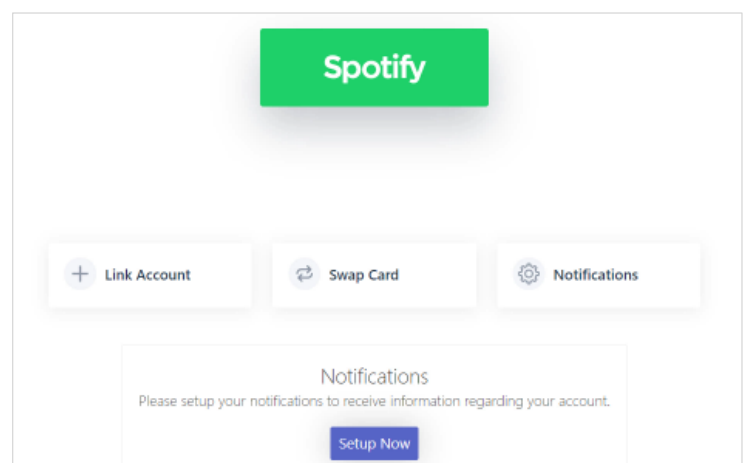 Spotify
Link Account
Swap Card
Notifications
Notifications
Please setup your notifications to receive information regarding your account.
Setup Now